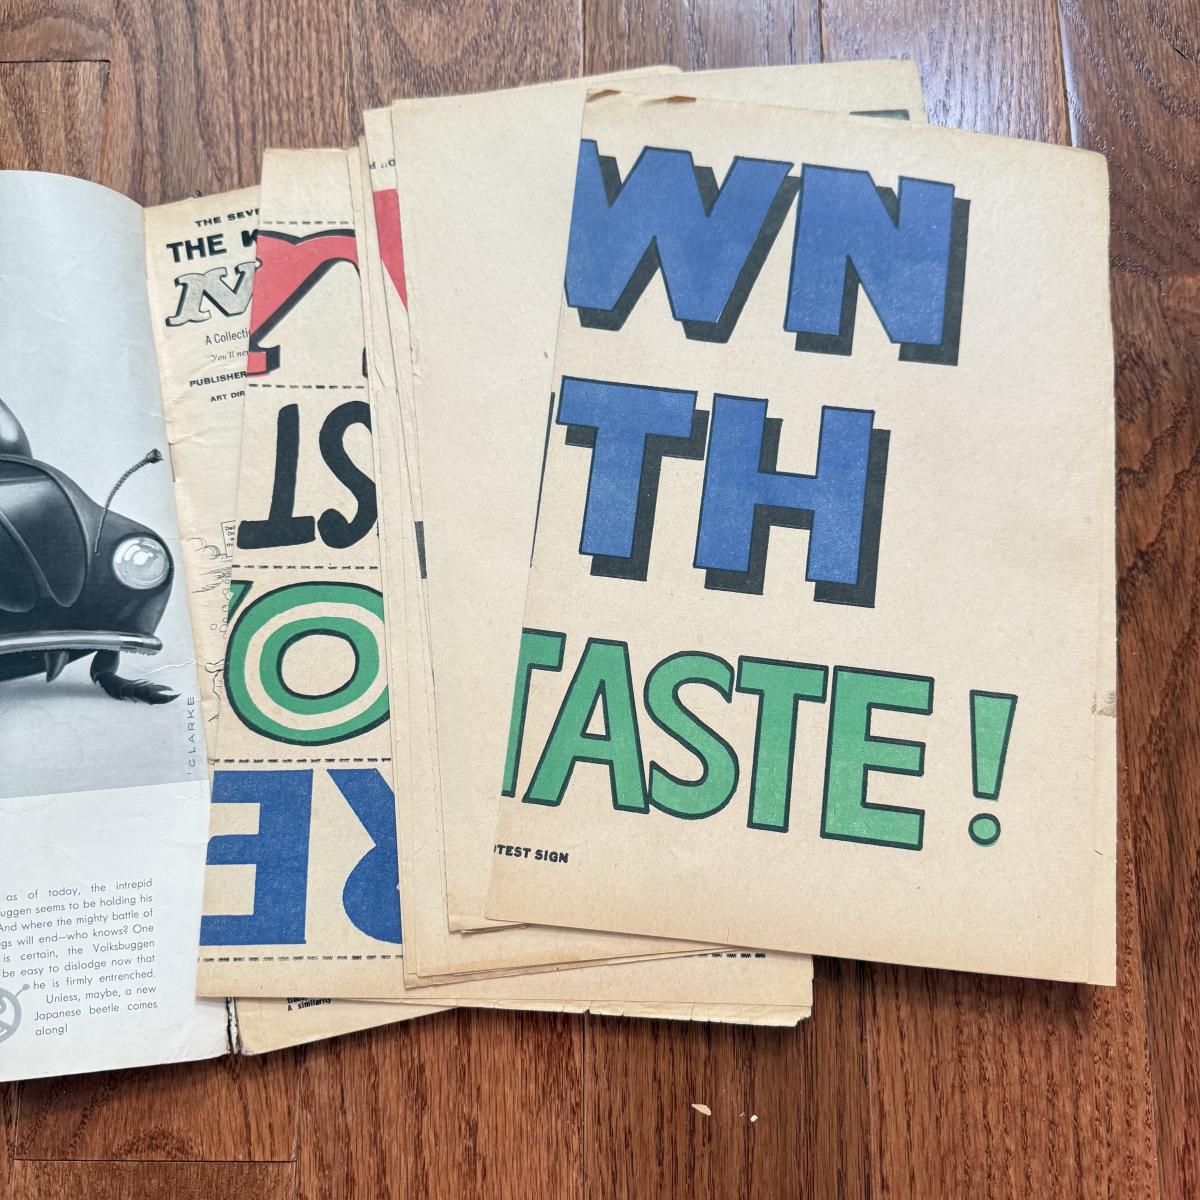 THE SEVE
THE W
N
A Collecti
"You'll nev
PUBLISHER
ART DIR
CLARKE
as of today, the intrepid
uggen seems to be holding his
And where the mighty battle of
gs will end—who knows? One
is certain, the Volksbuggen
be easy to dislodge now that
he is firmly entrenched.
Unless, maybe, a new
Japanese beetle comes
along!
ST
YO
RE
A similarity
WN
TH
TASTE!
TEST SIGN